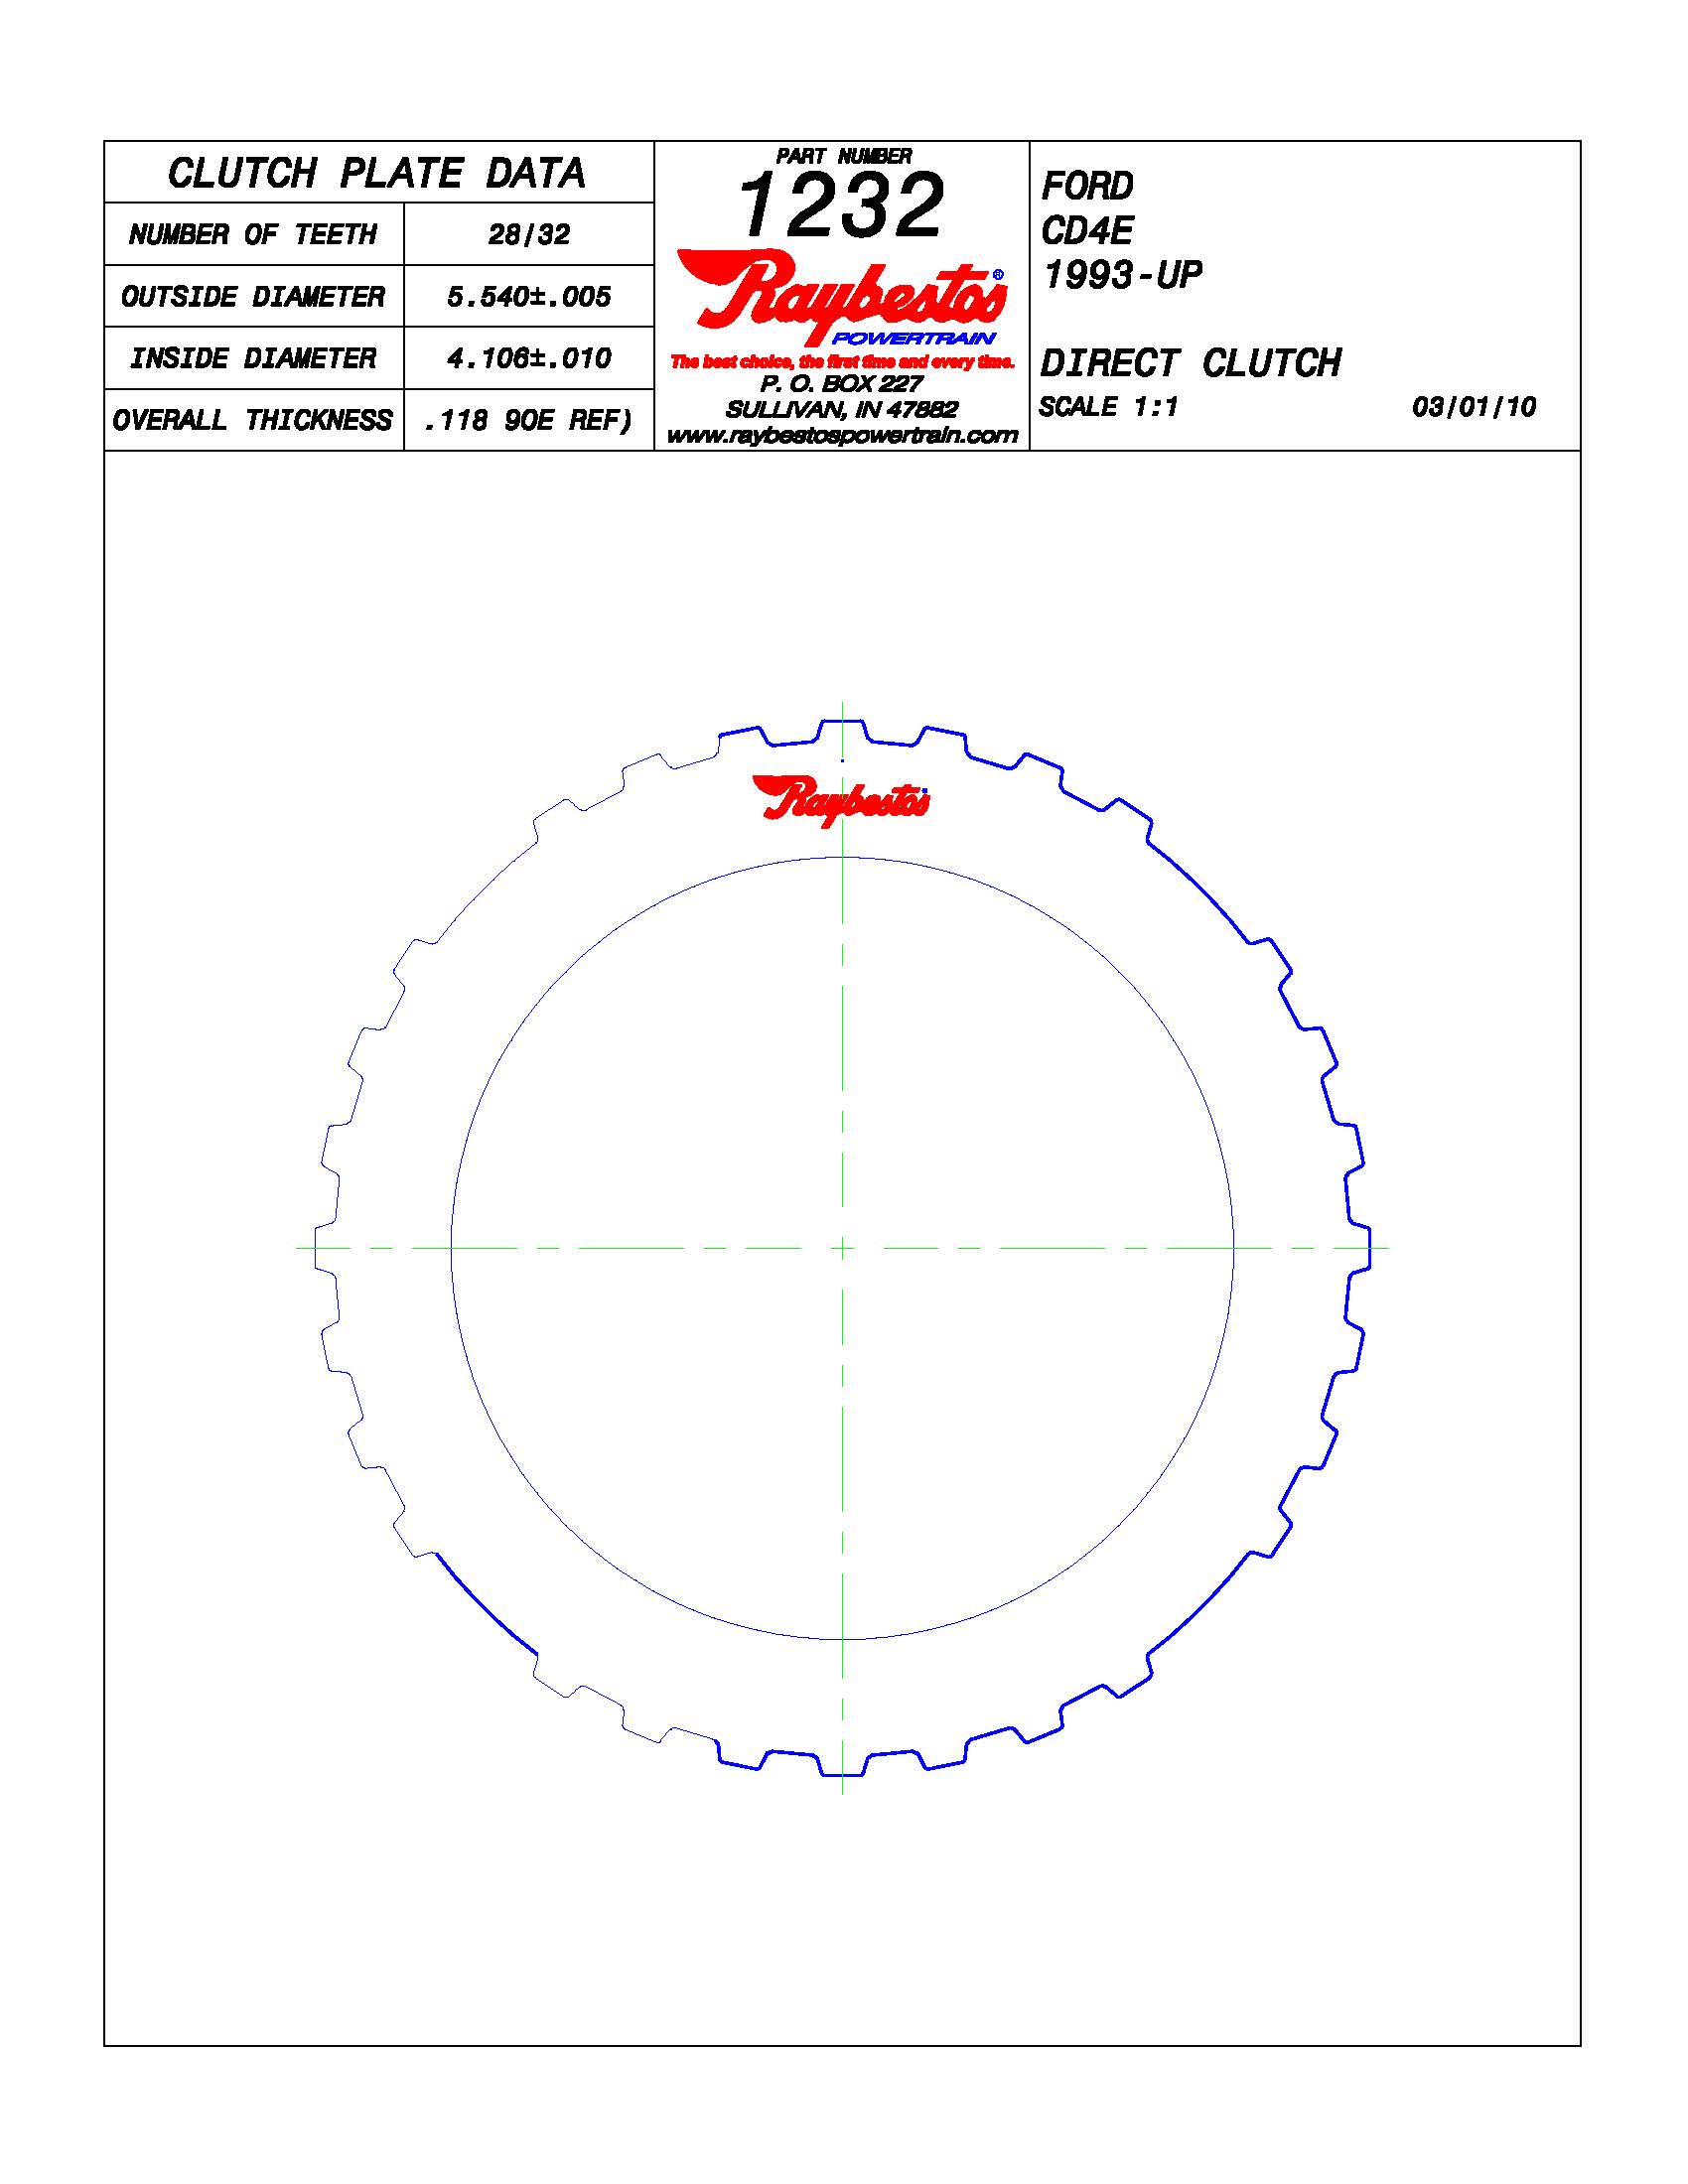 CLUTCH PLATE DATA
NUMBER OF TEETH 28/32
OUTSIDE DIAMETER 5.540±.005
INSIDE DIAMETER 4.106±.010
OVERALL THICKNESS .118 90E REF)
PART NUMBER
1232
Raybestos®
POWERTRAIN
The best choice, the first time and every time.
P. O. BOX 227
SULLIVAN, IN 47882
www.raybestospowertrain.com
FORD
CD4E
1993-UP
DIRECT CLUTCH
SCALE 1:1 03/01/10
Raybestos